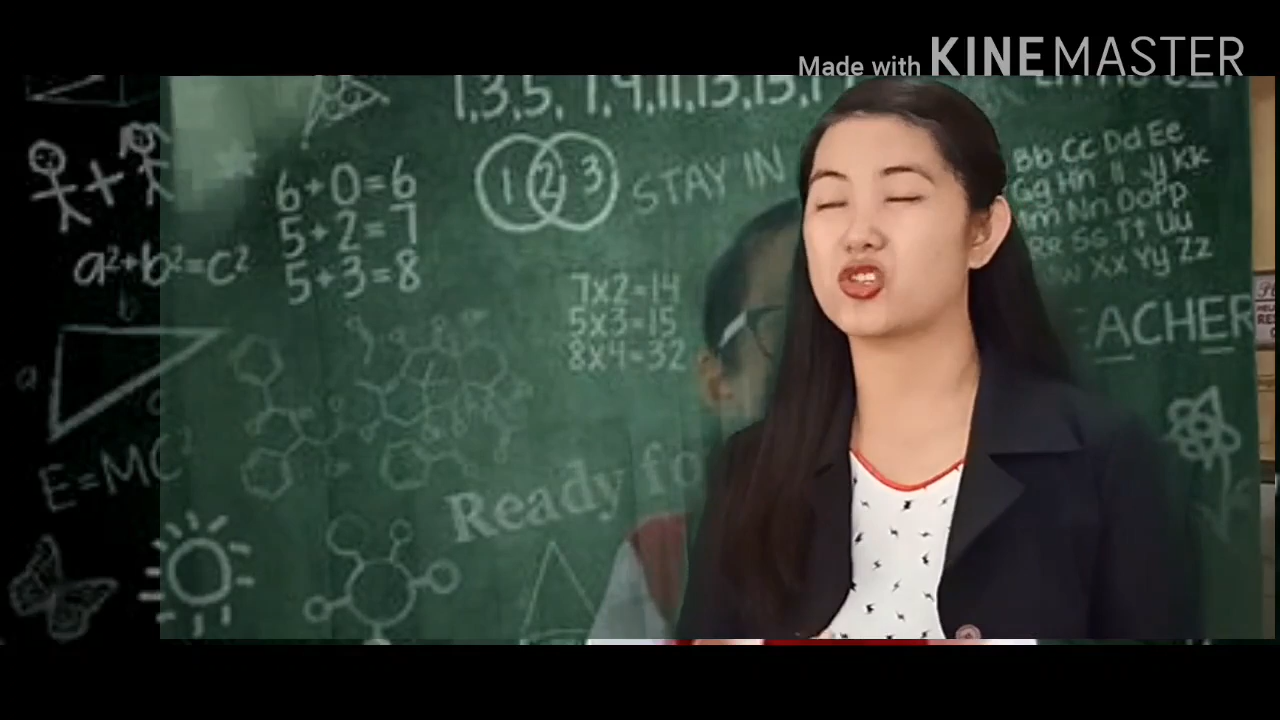 Made with KINEMASTER
1,3,5, 7,9,11,13,15,1
1 2 3
STAY IN
6+0=6
5+2=7
5+3=8
a²+b²=c²
b
a
c
E=MC²
7x2=14
5x3=15
8x4=32
Bb Cc Dd Ee
Gg Hh Ii Jj Kk
Mm Nn Oo Pp
RR SS Tt Uu
W Xx Yy Zz
EACHER
Ready fo